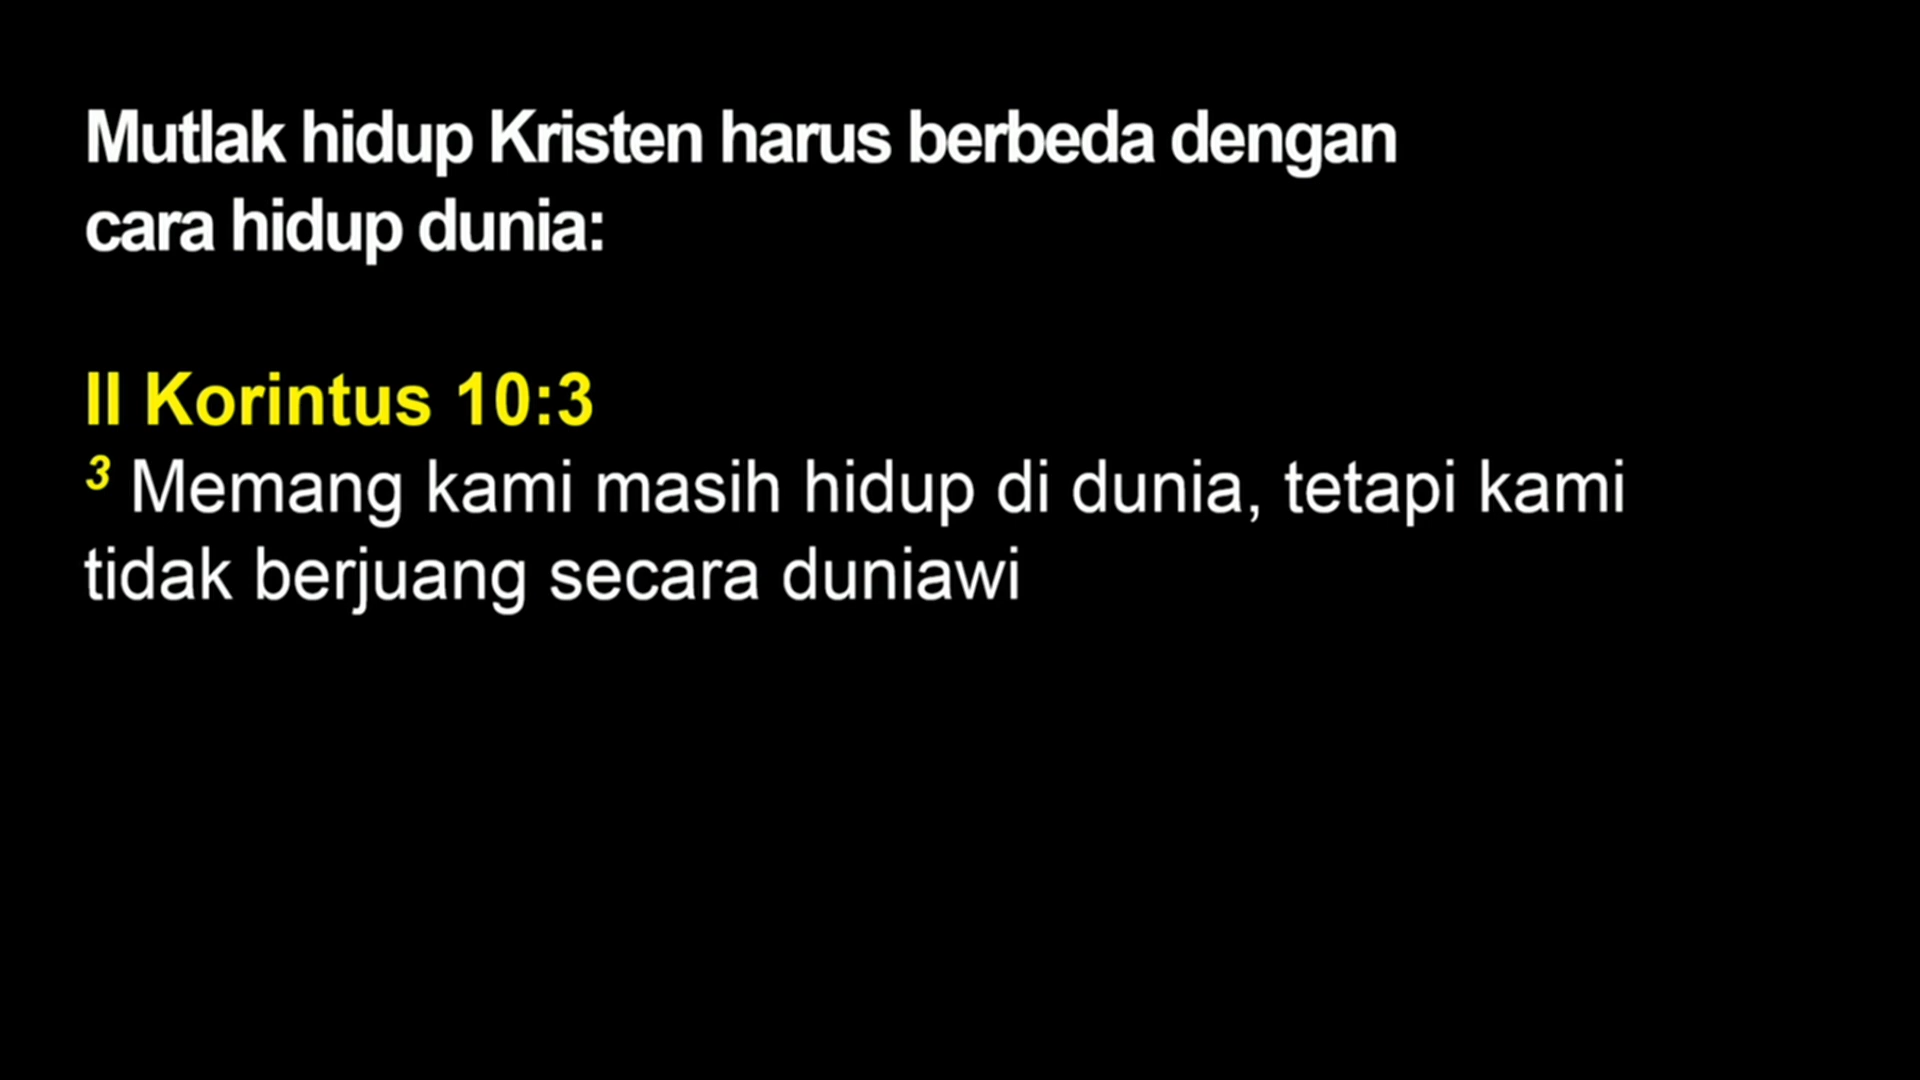 Mutlak hidup Kristen harus berbeda dengan
cara hidup dunia:
II Korintus 10:3
3 Memang kami masih hidup di dunia, tetapi kami
tidak berjuang secara duniawi